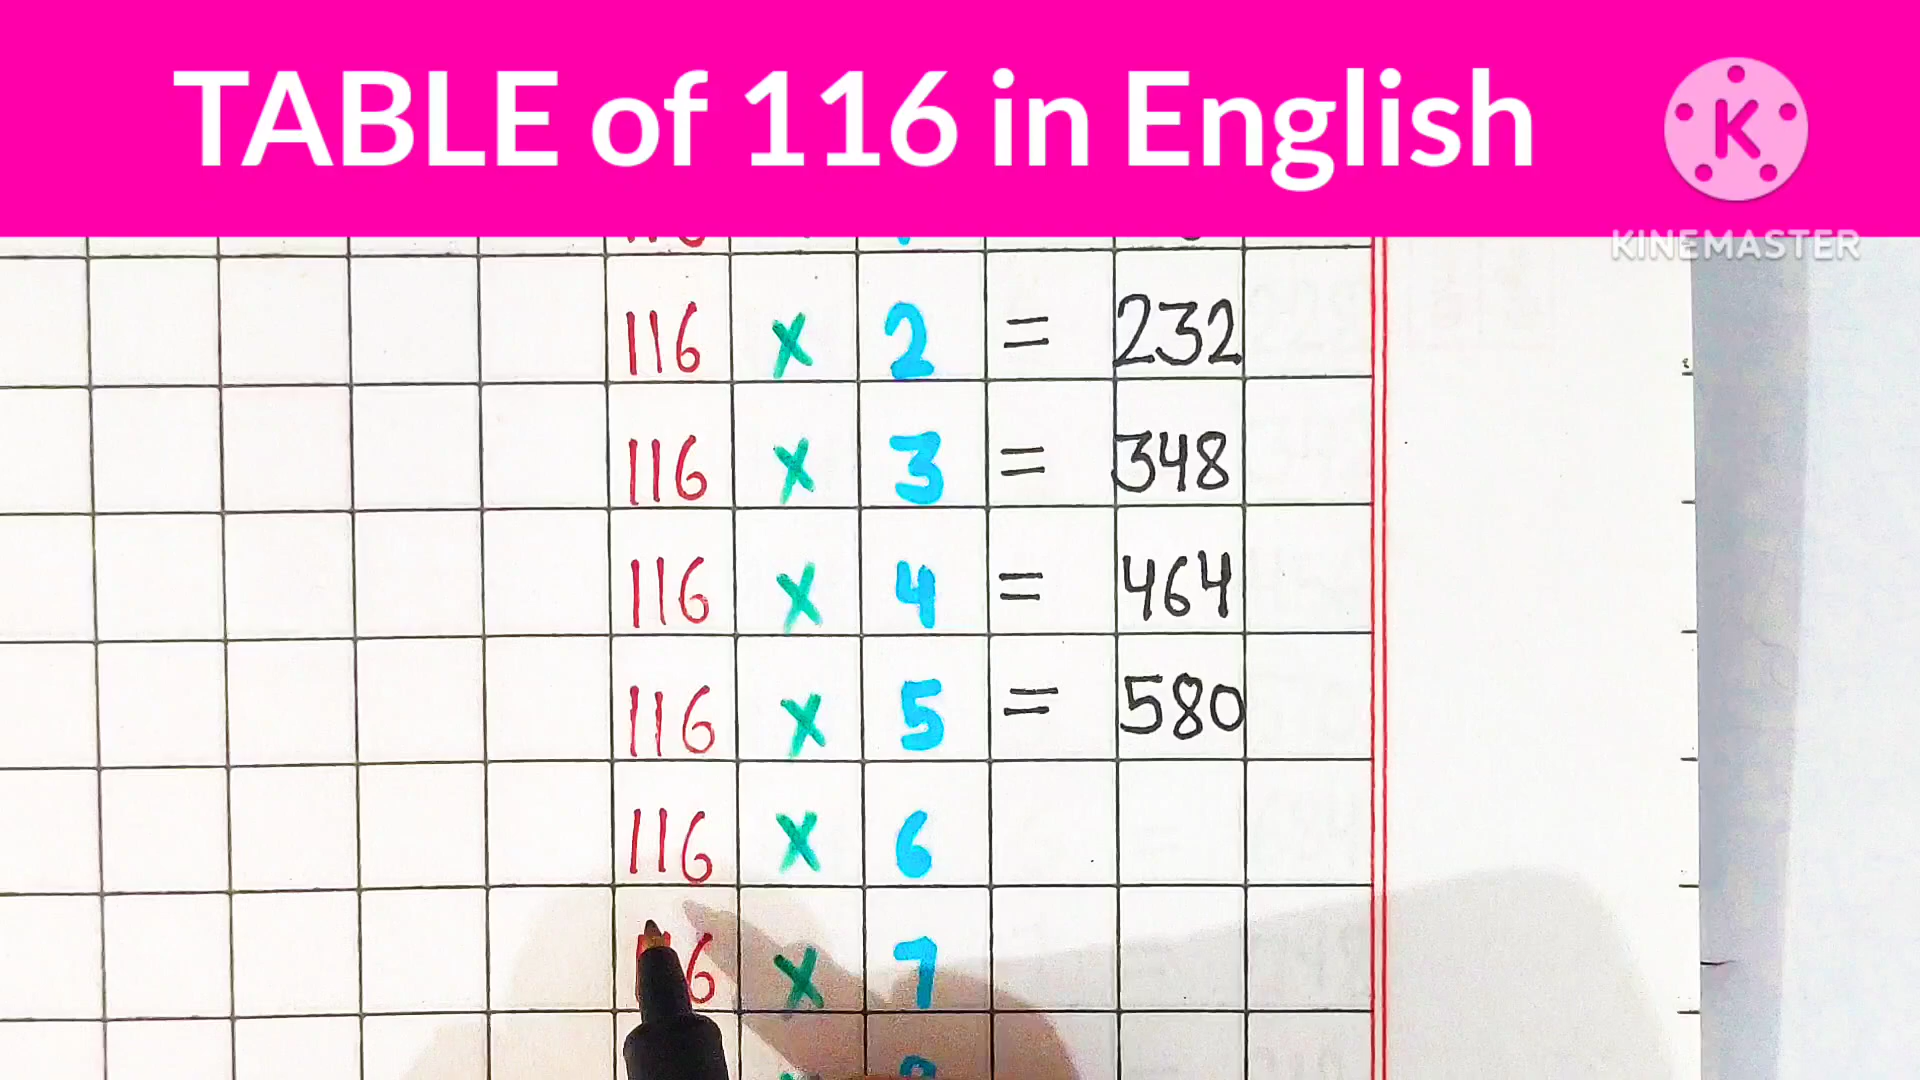 TABLE of 116 in English
K
KINEMASTER
116 x 2 = 232
116 x 3 = 348
116 x 4 = 464
116 x 5 = 580
116 x 6
6 x 7